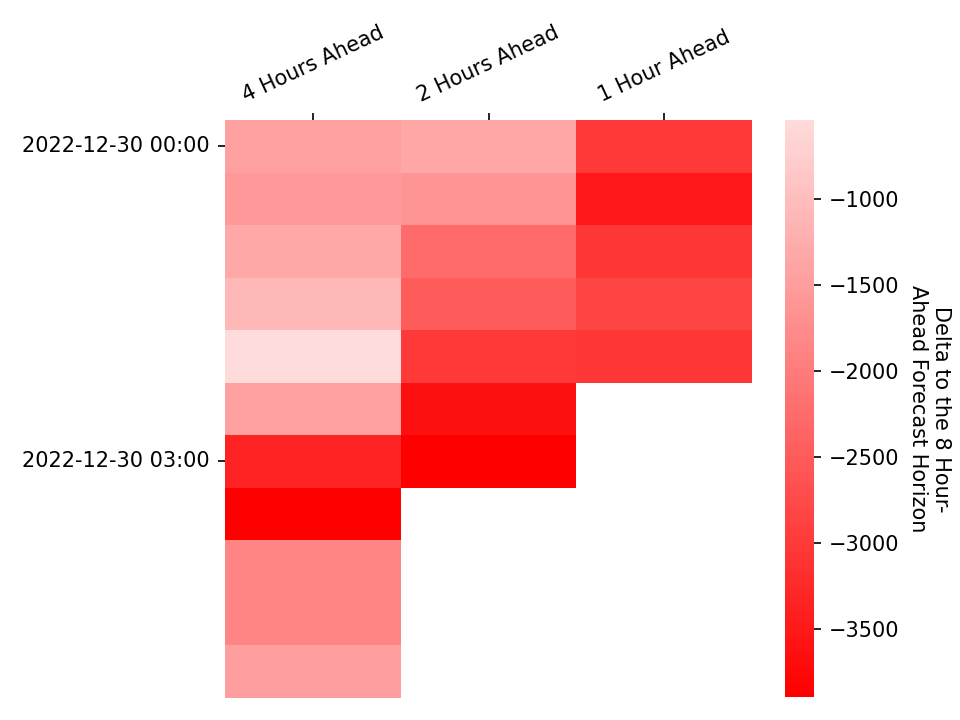 4 Hours Ahead
2 Hours Ahead
1 Hour Ahead
2022-12-30 00:00
2022-12-30 03:00
−1000
−1500
−2000
−2500
−3000
−3500
Delta to the 8 Hour-
Ahead Forecast Horizon